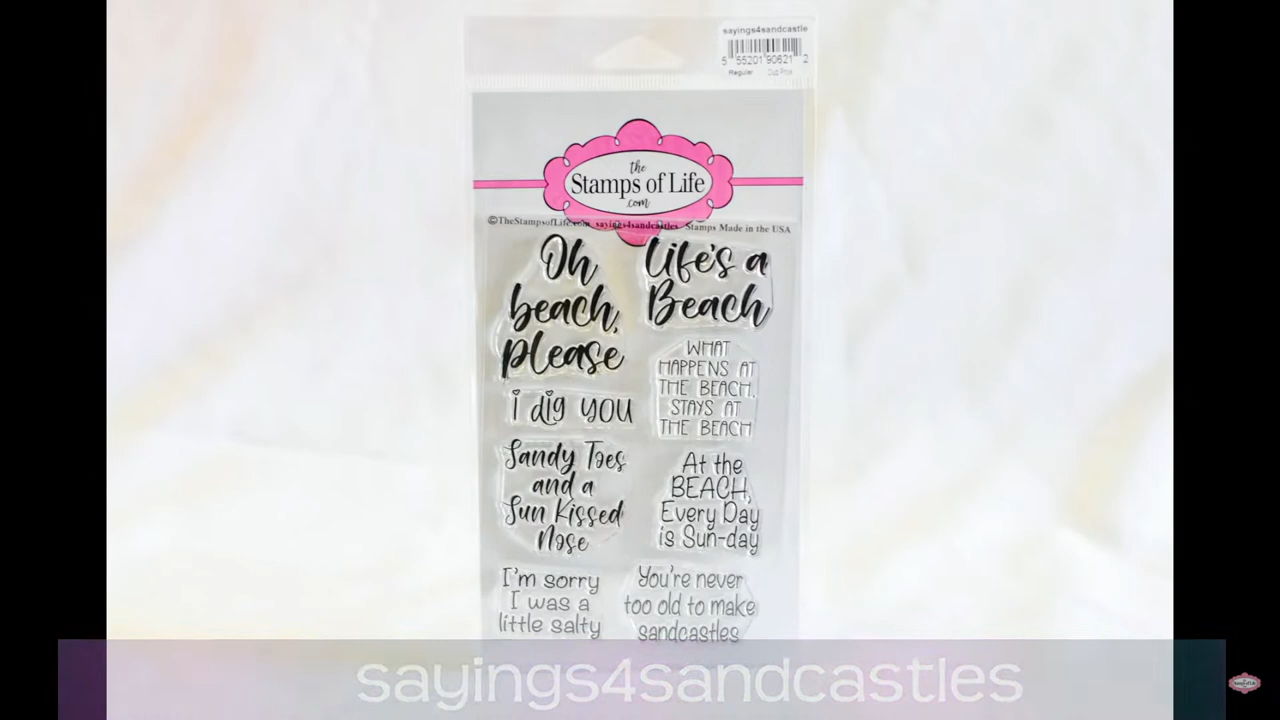 sayings4sandcastle
5 55201 90621 2
Regular
the
Stamps of Life
.com
©TheStampsofLife.com sayings4sandcastles Stamps Made in the USA
Oh
beach,
please
i dig you
Sandy Toes
and a
Sun Kissed
Nose
I'm sorry
I was a
little salty
Life's a
Beach
WHAT
HAPPENS AT
THE BEACH,
STAYS AT
THE BEACH
At the
BEACH,
Every Day
is Sun-day
You're never
too old to make
sandcastles
sayings4sandcastles